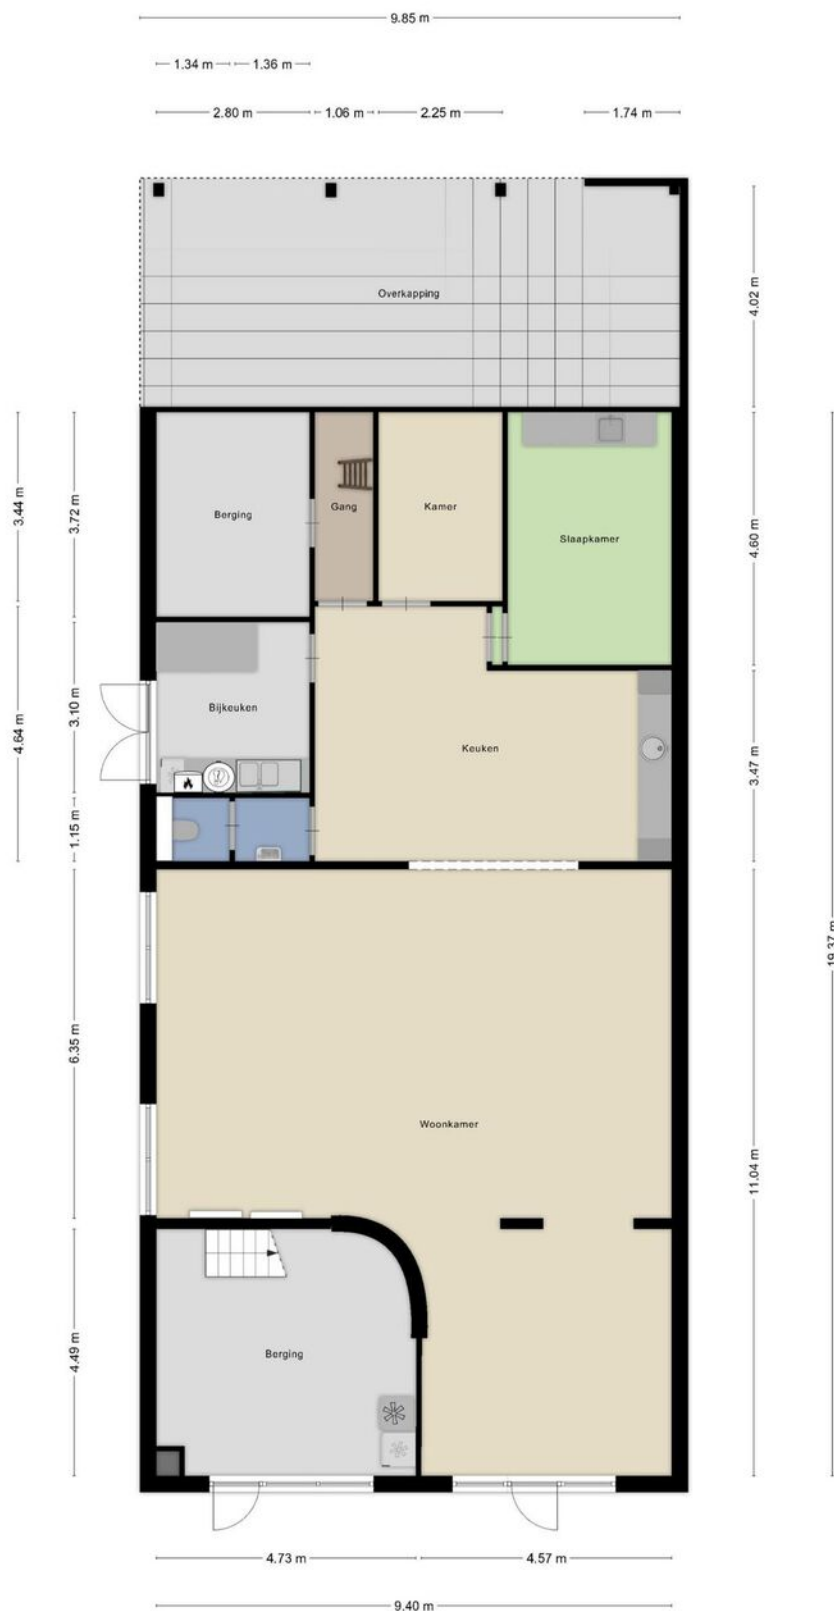 9.85 m
1.34 m
1.36 m
2.80 m
1.06 m
2.25 m
1.74 m
Overkapping
4.02 m
3.44 m
3.72 m
Berging
Gang
Kamer
Slaapkamer
4.60 m
4.64 m
3.10 m
Bijkeuken
Keuken
3.47 m
1.15 m
19.37 m
6.35 m
Woonkamer
11.04 m
4.49 m
Berging
4.73 m
4.57 m
9.40 m